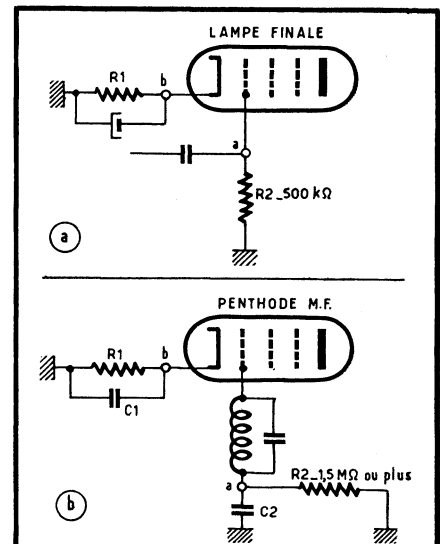 LAMPE FINALE
R1
b
a
R2_500 kΩ
a
PENTHODE M.F.
R1
b
C1
R2_1,5 MΩ ou plus
a
C2
b